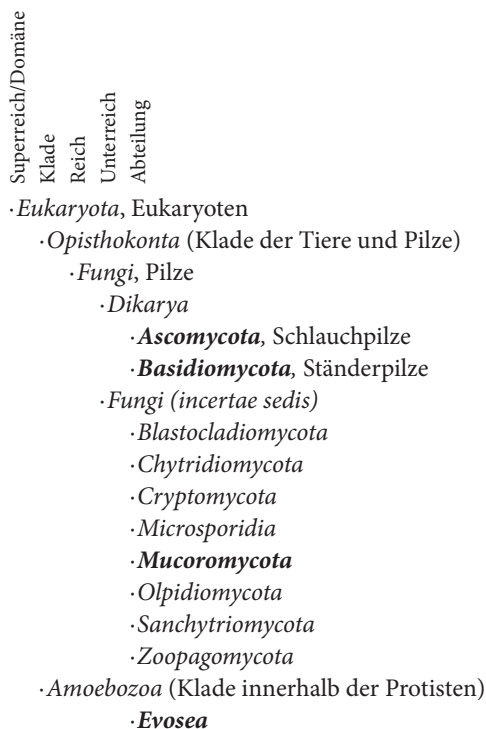 Superreich/Domäne
Klade
Reich
Unterreich
Abteilung
·Eukaryota, Eukaryoten
·Opisthokonta (Klade der Tiere und Pilze)
·Fungi, Pilze
·Dikarya
·Ascomycota, Schlauchpilze
·Basidiomycota, Ständerpilze
·Fungi (incertae sedis)
·Blastocladiomycota
·Chytridiomycota
·Cryptomycota
·Microsporidia
·Mucoromycota
·Olpidiomycota
·Sanchytriomycota
·Zoopagomycota
·Amoebozoa (Klade innerhalb der Protisten)
·Evosea